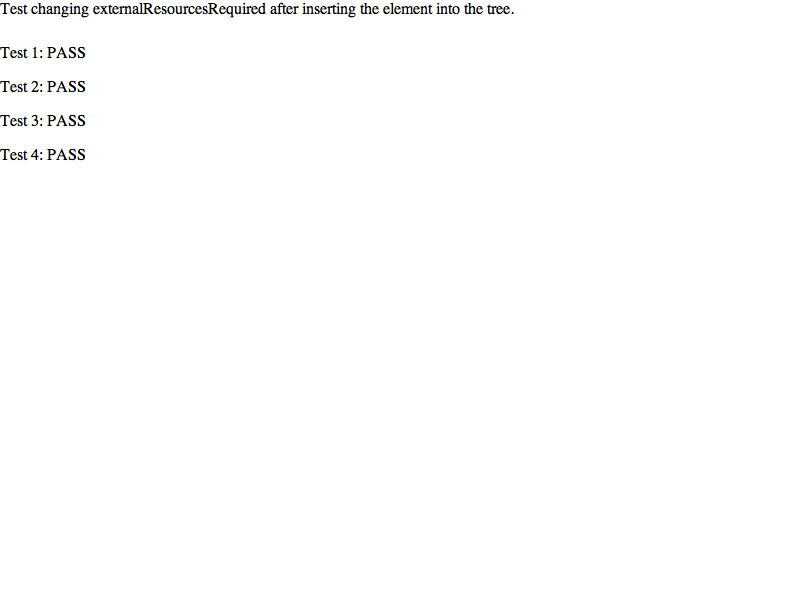 Test changing externalResourcesRequired after inserting the element into the tree.
Test 1: PASS
Test 2: PASS
Test 3: PASS
Test 4: PASS